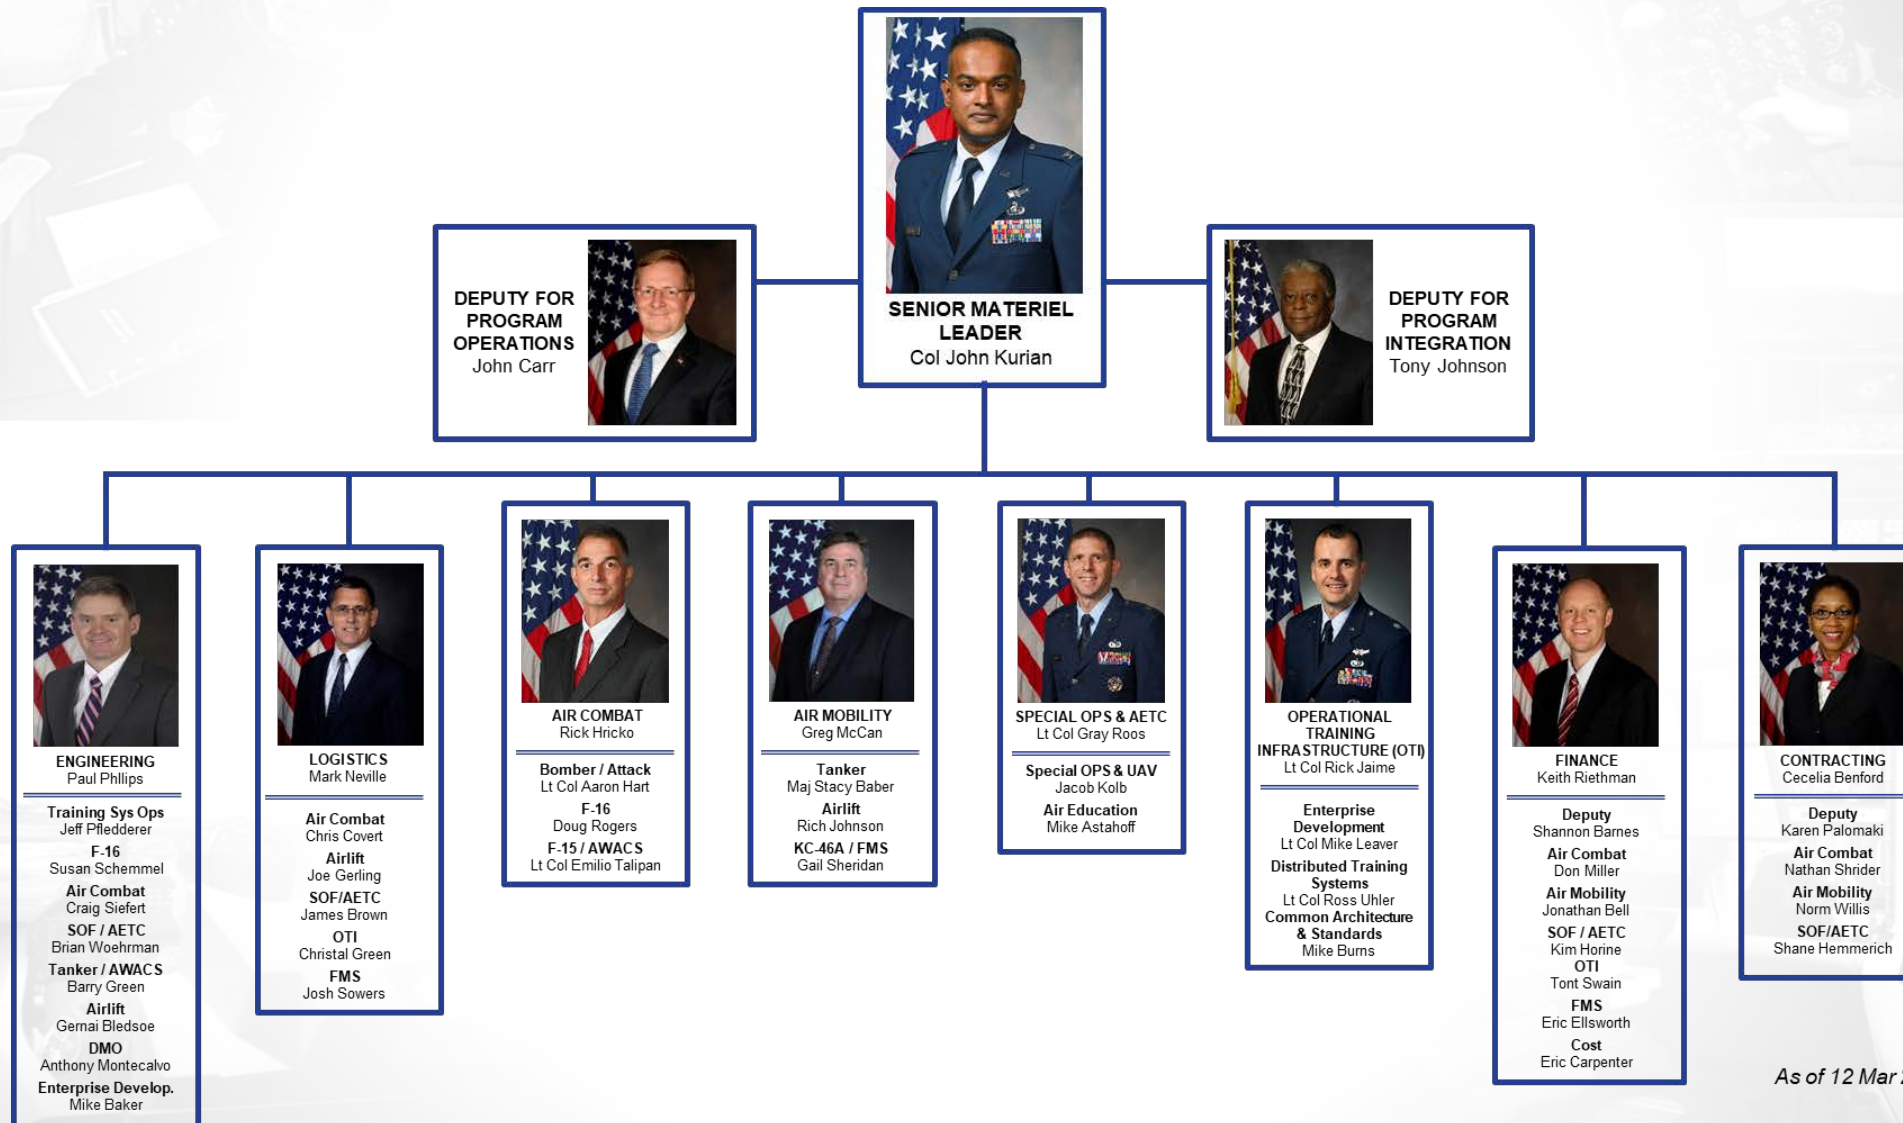 SENIOR MATERIEL
LEADER
Col John Kurian
DEPUTY FOR
PROGRAM
OPERATIONS
John Carr
DEPUTY FOR
PROGRAM
INTEGRATION
Tony Johnson
ENGINEERING
Paul Phllips
Training Sys Ops
Jeff Pfledderer
F-16
Susan Schemmel
Air Combat
Craig Siefert
SOF / AETC
Brian Woehrman
Tanker / AWACS
Barry Green
Airlift
Gernai Bledsoe
DMO
Anthony Montecalvo
Enterprise Develop.
Mike Baker
LOGISTICS
Mark Neville
Air Combat
Chris Covert
Airlift
Joe Gerling
SOF/AETC
James Brown
OTI
Christal Green
FMS
Josh Sowers
AIR COMBAT
Rick Hricko
Bomber / Attack
Lt Col Aaron Hart
F-16
Doug Rogers
F-15 / AWACS
Lt Col Emilio Talipan
AIR MOBILITY
Greg McCan
Tanker
Maj Stacy Baber
Airlift
Rich Johnson
KC-46A / FMS
Gail Sheridan
SPECIAL OPS & AETC
Lt Col Gray Roos
Special OPS & UAV
Jacob Kolb
Air Education
Mike Astahoff
OPERATIONAL
TRAINING
INFRASTRUCTURE (OTI)
Lt Col Rick Jaime
Enterprise
Development
Lt Col Mike Leaver
Distributed Training
Systems
Lt Col Ross Uhler
Common Architecture
& Standards
Mike Burns
FINANCE
Keith Riethman
Deputy
Shannon Barnes
Air Combat
Don Miller
Air Mobility
Jonathan Bell
SOF / AETC
Kim Horine
OTI
Tont Swain
FMS
Eric Ellsworth
Cost
Eric Carpenter
CONTRACTING
Cecelia Benford
Deputy
Karen Palomaki
Air Combat
Nathan Shrider
Air Mobility
Norm Willis
SOF/AETC
Shane Hemmerich
As of 12 Mar